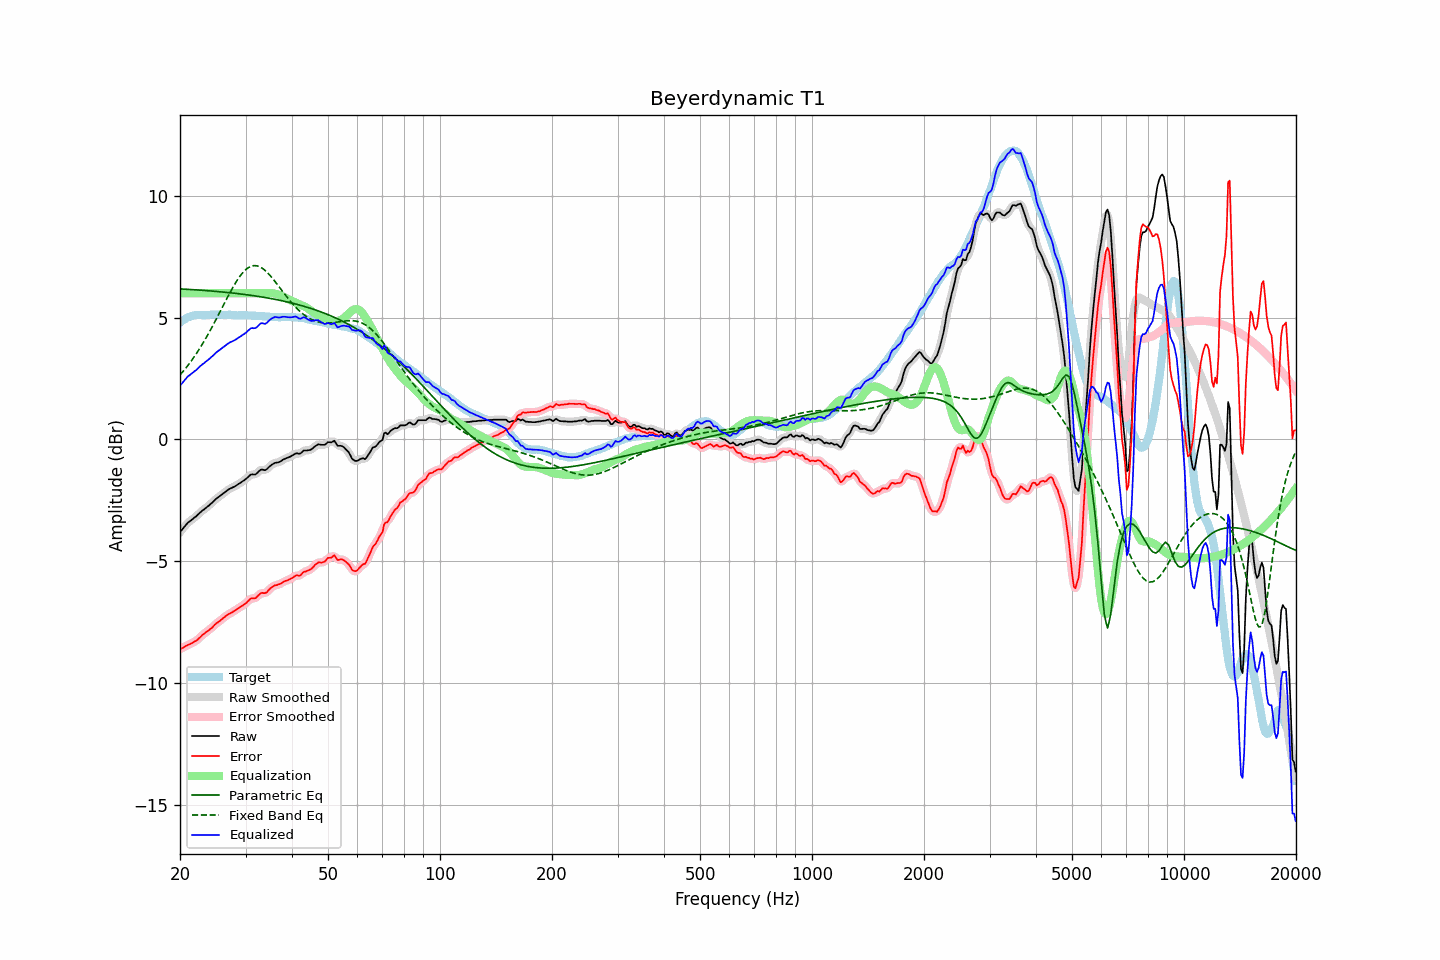 Beyerdynamic T1
Amplitude (dBr)
10
5
0
−5
−10
−15
Target
Raw Smoothed
Error Smoothed
Raw
Error
Equalization
Parametric Eq
Fixed Band Eq
Equalized
20 50 100 200 500 1000 2000 5000 10000 20000
Frequency (Hz)